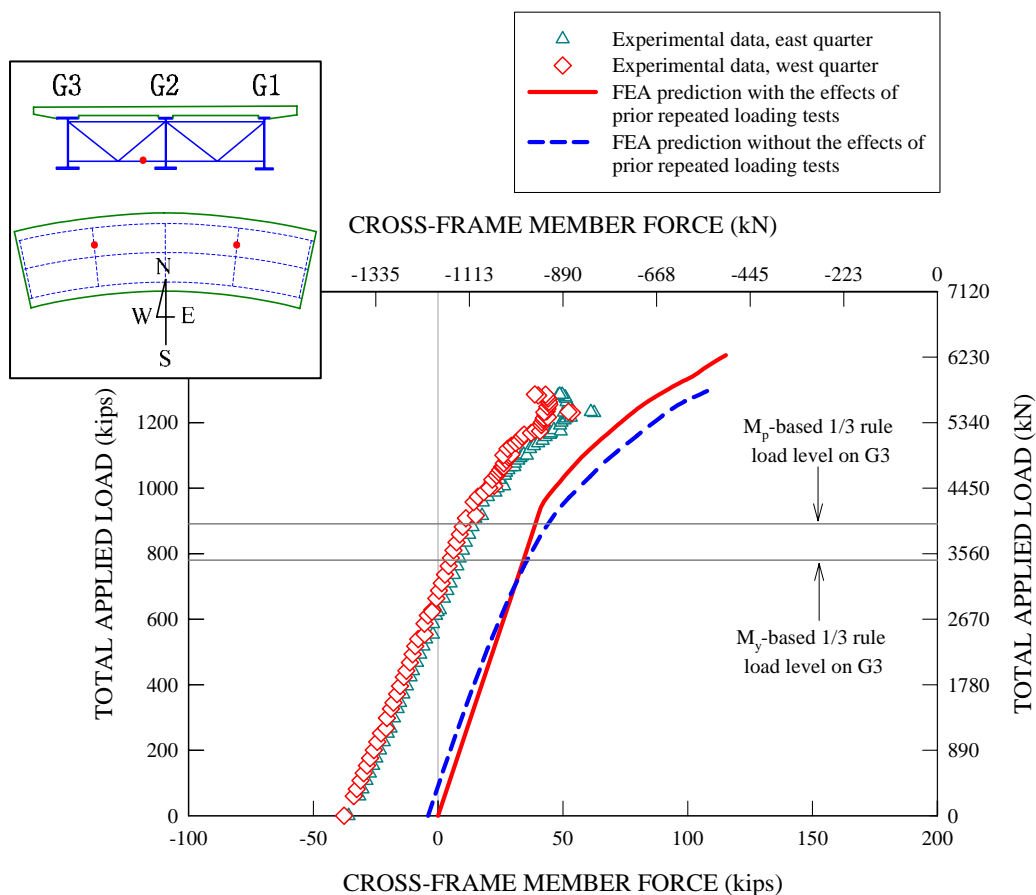 Experimental data, east quarter
Experimental data, west quarter
FEA prediction with the effects of
prior repeated loading tests
FEA prediction without the effects of
prior repeated loading tests
G3 G2 G1
N
W E
S
CROSS-FRAME MEMBER FORCE (kN)
-1335 -1113 -890 -668 -445 -223 0
TOTAL APPLIED LOAD (kips)
1200
1000
800
600
400
200
0
7120
6230
5340
4450
3560
2670
1780
890
0
TOTAL APPLIED LOAD (kN)
Mp-based 1/3 rule
load level on G3
My-based 1/3 rule
load level on G3
-100 -50 0 50 100 150 200
CROSS-FRAME MEMBER FORCE (kips)